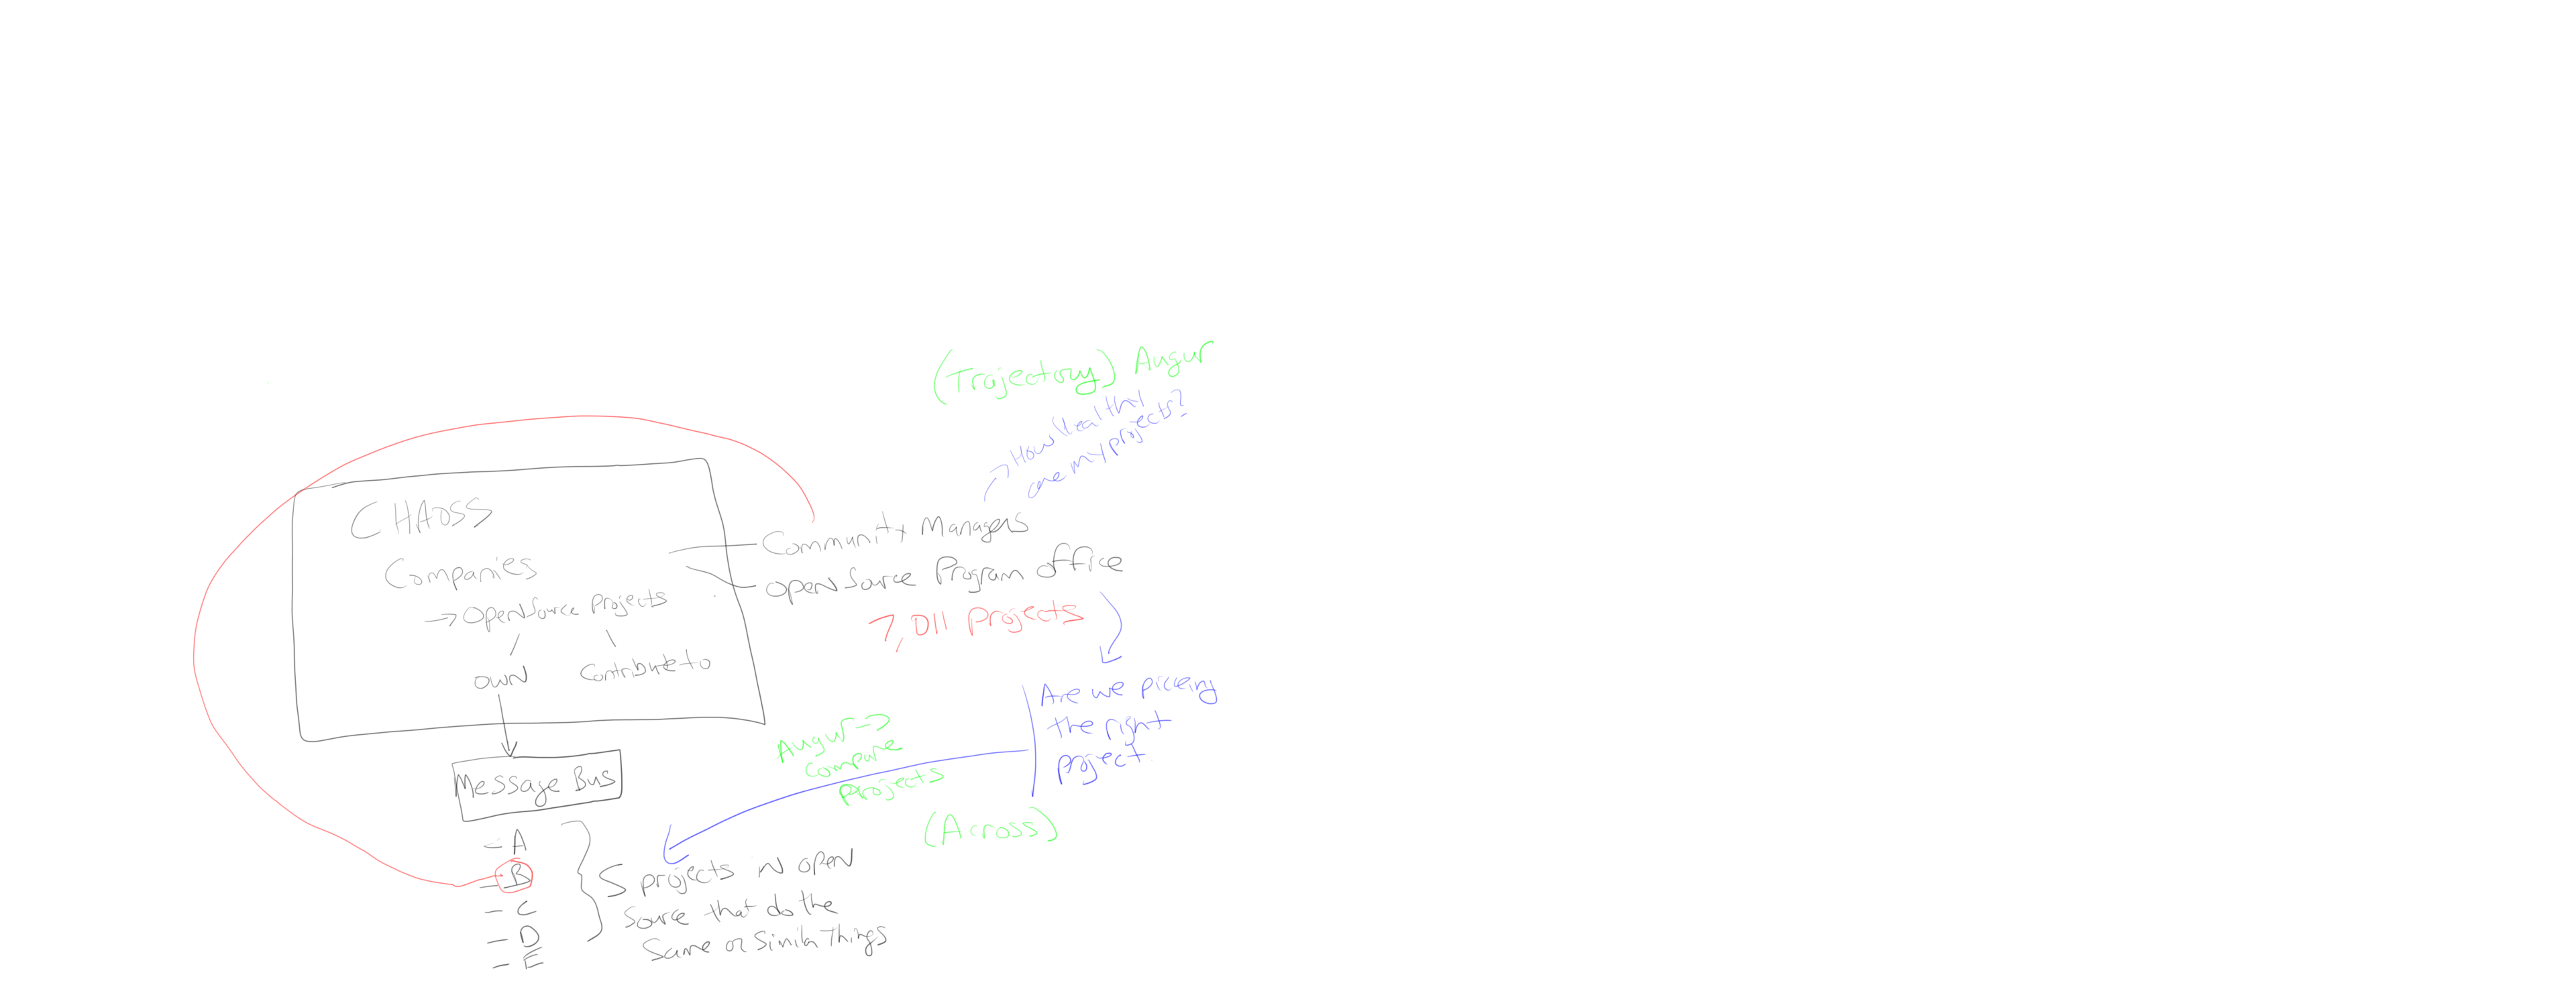 (Trajectory) Augur
→ How Healthy
are my projects?
CHAOSS
Companies
→ Open Source Projects
own
Contribute to
Community Managers
Open Source Program Office
7,011 Projects
Are we picking
the right
project
Augur →
Compare
Projects
(Across)
Message Bus
- A
- B
- C
- D
- E
5 projects in open
source that do the
Same or Similar Things